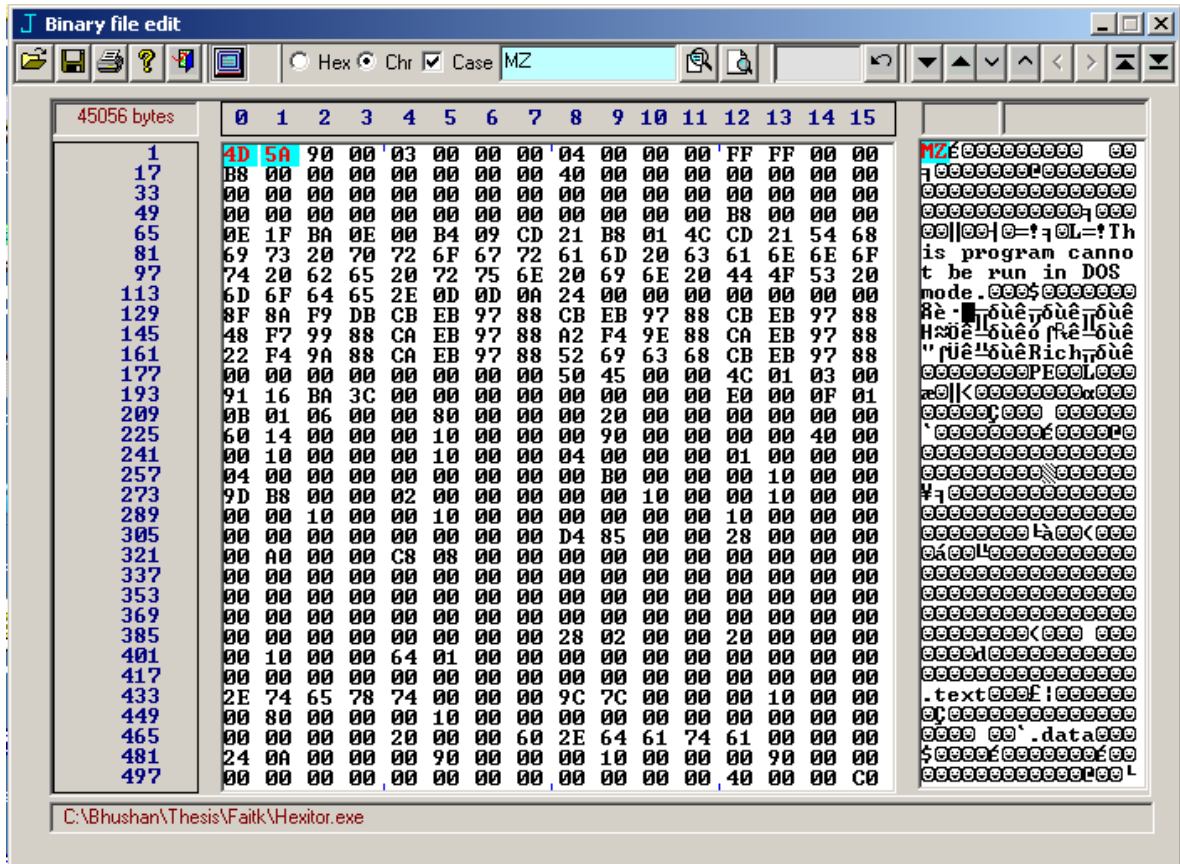 Binary file edit
Hex Chr Case MZ
45056 bytes 0 1 2 3 4 5 6 7 8 9 10 11 12 13 14 15
1 4D 5A 90 00 03 00 00 00 04 00 00 00 FF FF 00 00 MZ
17 B8 00 00 00 00 00 00 00 40 00 00 00 00 00 00 00
33 00 00 00 00 00 00 00 00 00 00 00 00 00 00 00 00
49 00 00 00 00 00 00 00 00 00 00 00 00 B8 00 00 00
65 0E 1F BA 0E 00 B4 09 CD 21 B8 01 4C CD 21 54 68 Th
81 69 73 20 70 72 6F 67 72 61 6D 20 63 61 6E 6E 6F is program canno
97 74 20 62 65 20 72 75 6E 20 69 6E 20 44 4F 53 20 t be run in DOS
113 6D 6F 64 65 2E 0D 0D 0A 24 00 00 00 00 00 00 00 mode.
129 8F 8A F9 DB CB EB 97 88 CB EB 97 88 CB EB 97 88
145 48 F7 99 88 CA EB 97 88 A2 F4 9E 88 CA EB 97 88
161 22 F4 9A 88 CA EB 97 88 52 69 63 68 CB EB 97 88 Rich
177 00 00 00 00 00 00 00 00 50 45 00 00 4C 01 03 00 PE L
193 91 16 BA 3C 00 00 00 00 00 00 00 00 E0 00 0F 01
209 0B 01 06 00 00 80 00 00 00 20 00 00 00 00 00 00
225 60 14 00 00 00 10 00 00 00 90 00 00 00 00 40 00
241 00 10 00 00 00 10 00 00 04 00 00 00 01 00 00 00
257 04 00 00 00 00 00 00 00 00 B0 00 00 00 10 00 00
273 9D B8 00 00 02 00 00 00 00 00 10 00 00 10 00 00
289 00 00 10 00 00 10 00 00 00 00 00 00 10 00 00 00
305 00 00 00 00 00 00 00 00 D4 85 00 00 28 00 00 00
321 00 A0 00 00 C8 08 00 00 00 00 00 00 00 00 00 00
337 00 00 00 00 00 00 00 00 00 00 00 00 00 00 00 00
353 00 00 00 00 00 00 00 00 00 00 00 00 00 00 00 00
369 00 00 00 00 00 00 00 00 00 00 00 00 00 00 00 00
385 00 00 00 00 00 00 00 00 28 02 00 00 20 00 00 00
401 00 10 00 00 64 01 00 00 00 00 00 00 00 00 00 00 d
417 00 00 00 00 00 00 00 00 00 00 00 00 00 00 00 00
433 2E 74 65 78 74 00 00 00 9C 7C 00 00 00 10 00 00 .text
449 00 80 00 00 00 10 00 00 00 00 00 00 00 00 00 00
465 00 00 00 00 20 00 00 60 2E 64 61 74 61 00 00 00 .data
481 24 0A 00 00 00 90 00 00 00 10 00 00 00 90 00 00
497 00 00 00 00 00 00 00 00 00 00 00 00 40 00 00 C0
C:\Bhushan\Thesis\Faitk\Hexitor.exe